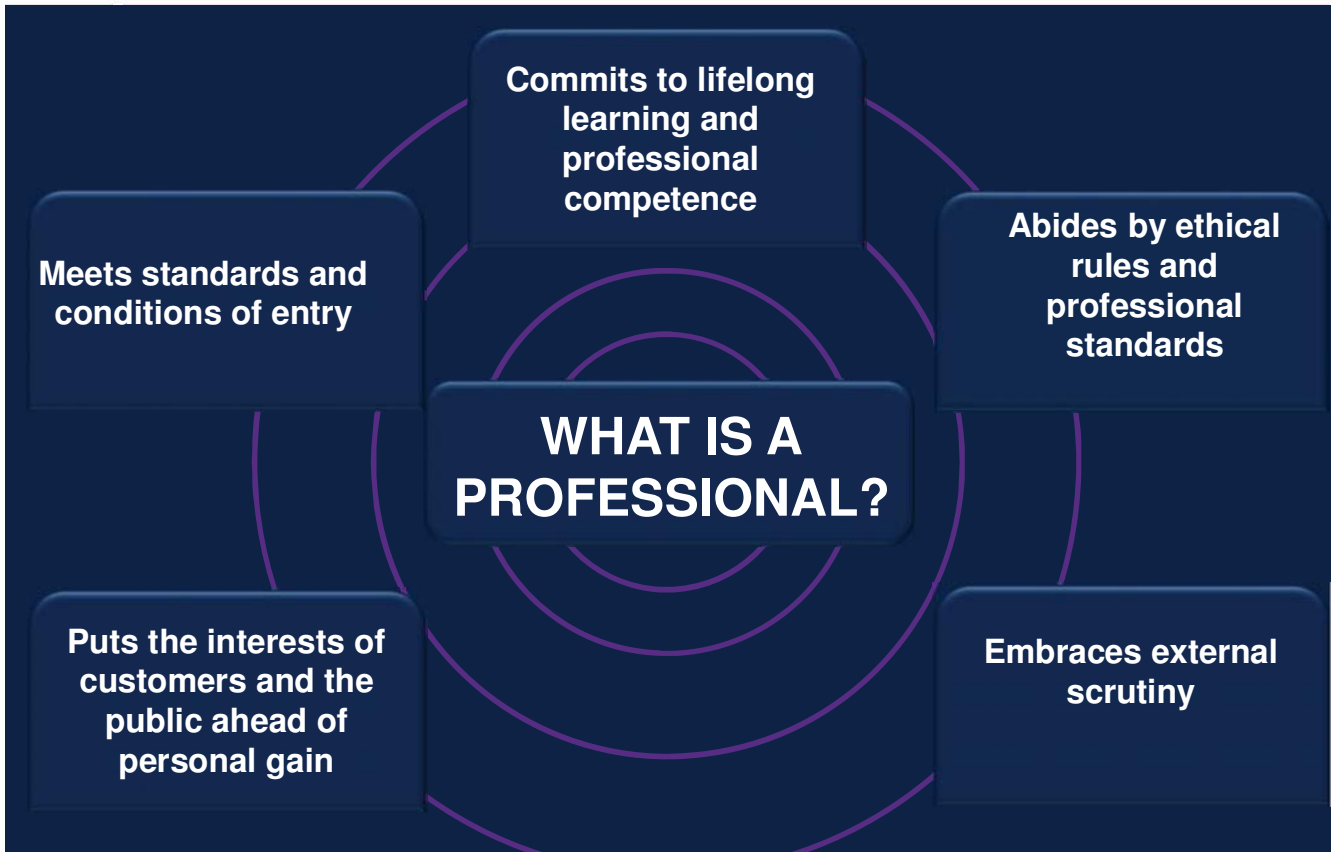 Commits to lifelong
learning and
professional
competence
Meets standards and
conditions of entry
Abides by ethical
rules and
professional
standards
WHAT IS A
PROFESSIONAL?
Puts the interests of
customers and the
public ahead of
personal gain
Embraces external
scrutiny